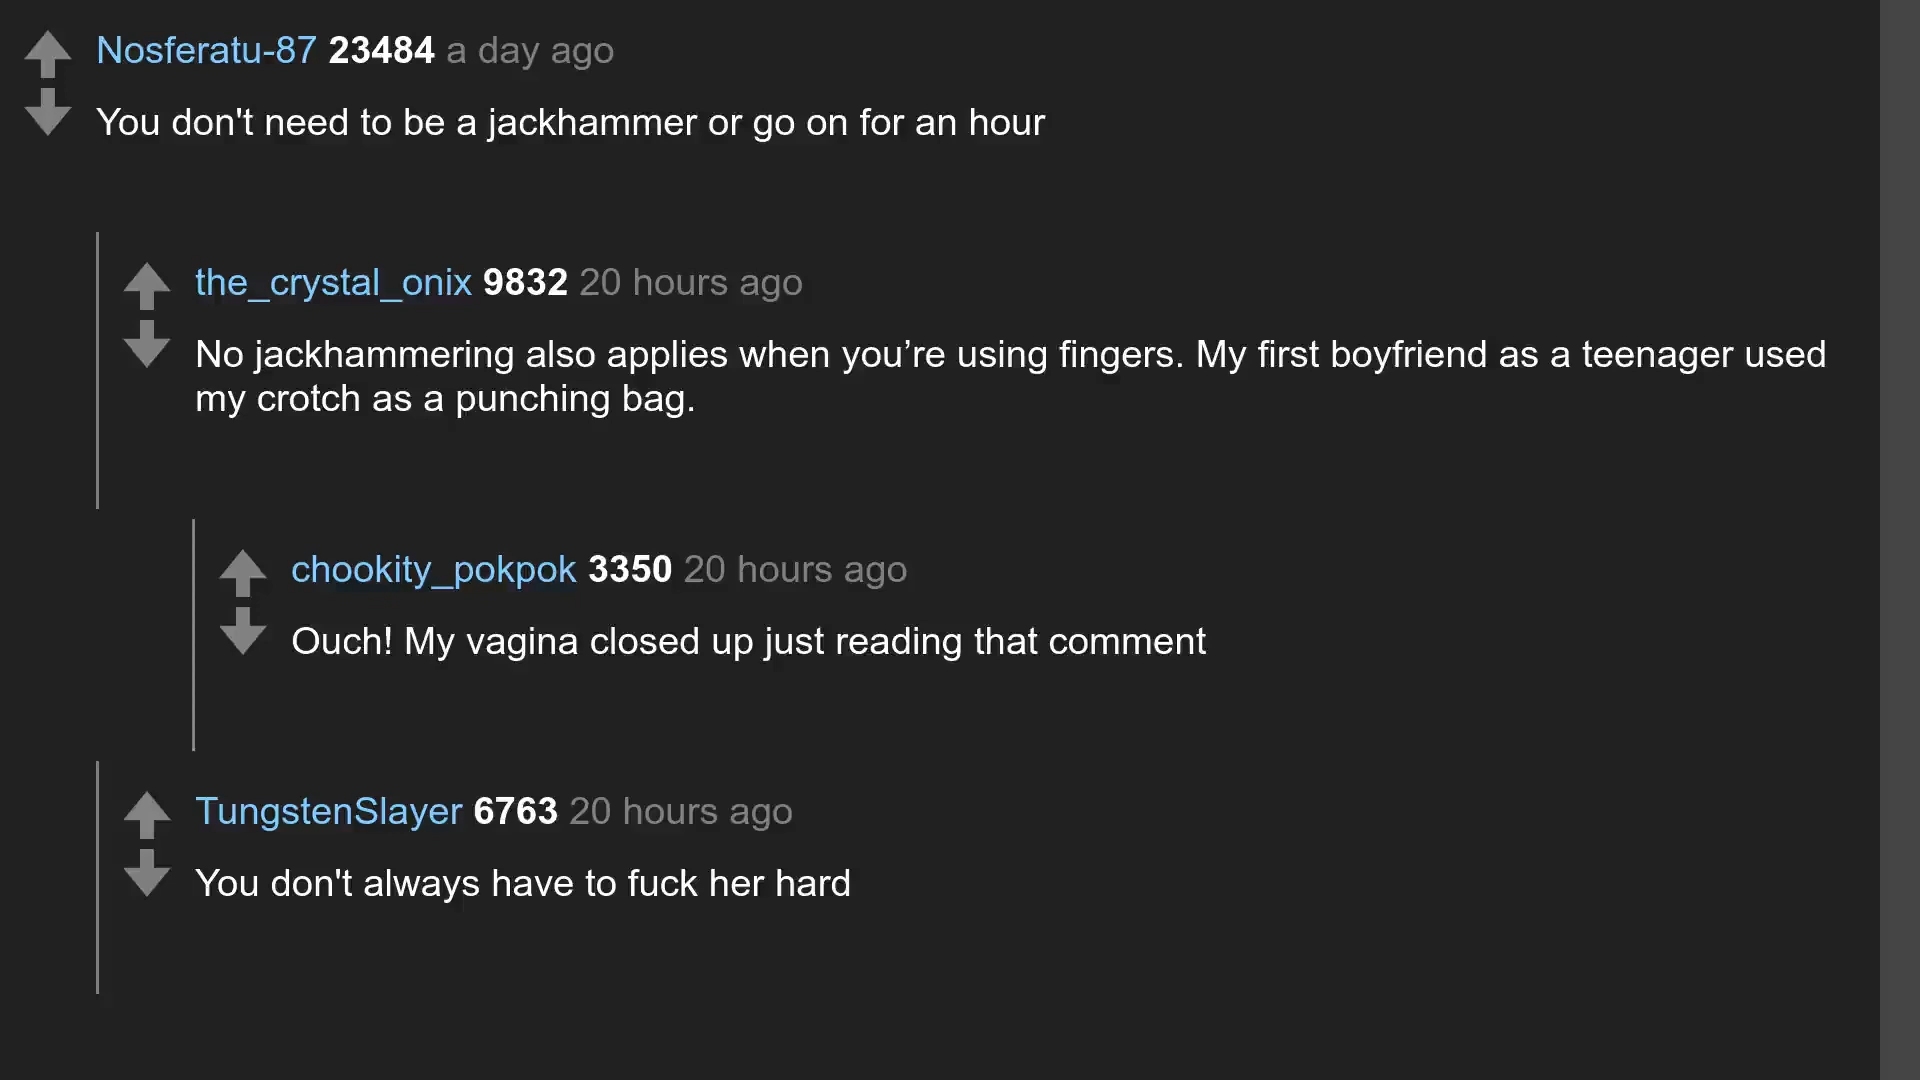 Nosferatu-87 23484 a day ago
You don't need to be a jackhammer or go on for an hour
the_crystal_onix 9832 20 hours ago
No jackhammering also applies when you’re using fingers. My first boyfriend as a teenager used
my crotch as a punching bag.
chookity_pokpok 3350 20 hours ago
Ouch! My vagina closed up just reading that comment
TungstenSlayer 6763 20 hours ago
You don't always have to fuck her hard